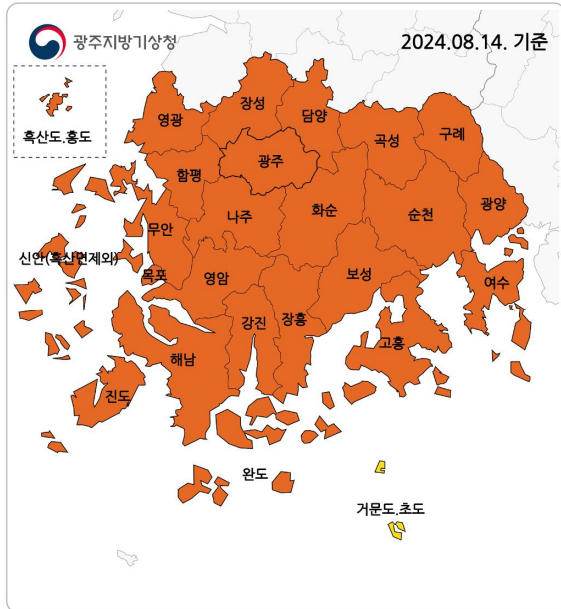 광주지방기상청
2024.08.14. 기준
흑산도.홍도
영광
장성
담양
곡성
구례
함평
광주
무안
나주
화순
순천
광양
신안(흑산면제외)
목포
영암
보성
여수
강진
장흥
고흥
해남
진도
완도
거문도.초도